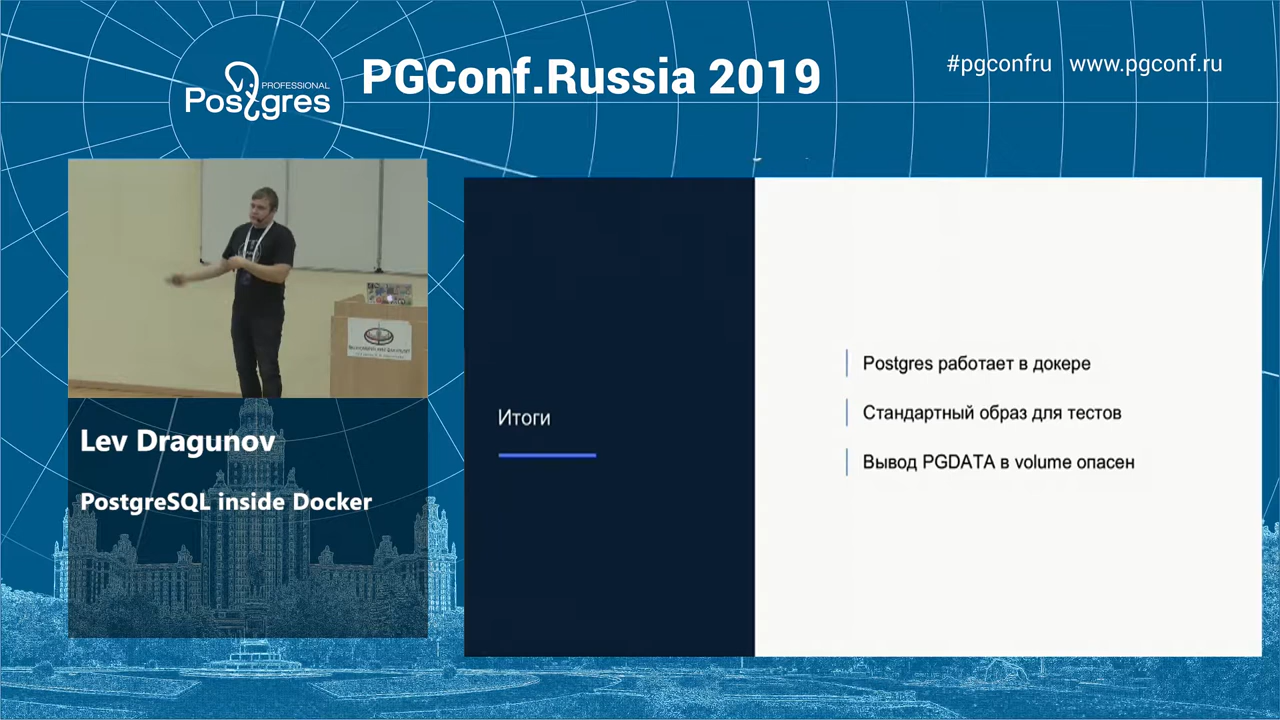 PROFESSIONAL
Postgres
PGConf.Russia 2019
#pgconfru www.pgconf.ru
Lev Dragunov
PostgreSQL inside Docker
Итоги
Postgres работает в докере
Стандартный образ для тестов
Вывод PGDATA в volume опасен